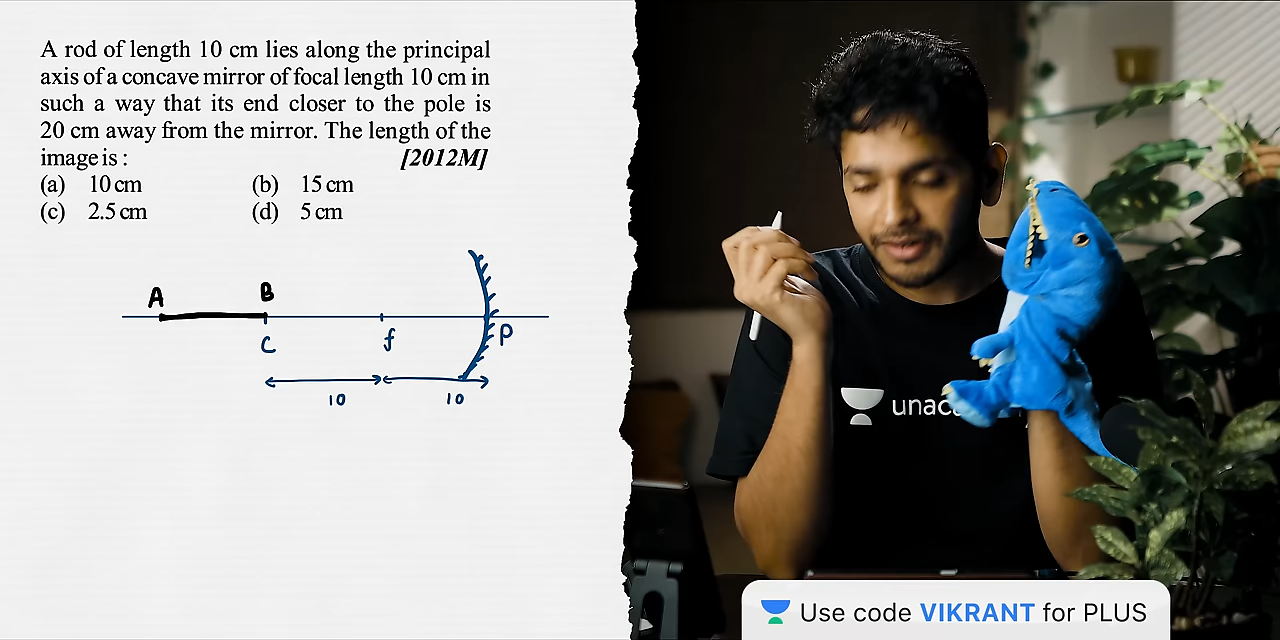 A rod of length 10 cm lies along the principal
axis of a concave mirror of focal length 10 cm in
such a way that its end closer to the pole is
20 cm away from the mirror. The length of the
image is : [2012M]
(a) 10 cm (b) 15 cm
(c) 2.5 cm (d) 5 cm
A B
C f P
10 10
unac
Use code VIKRANT for PLUS